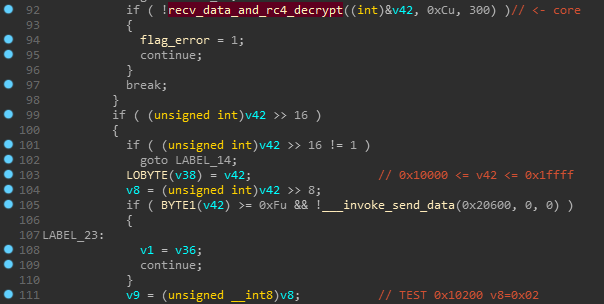 92 if ( !recv_data_and_rc4_decrypt((int)&v42, 0xCu, 300) )// <- core
93 {
94 flag_error = 1;
95 continue;
96 }
97 break;
98 }
99 if ( (unsigned int)v42 >> 16 )
100 {
101 if ( (unsigned int)v42 >> 16 != 1 )
102 goto LABEL_14;
103 LOBYTE(v38) = v42; // 0x10000 <= v42 <= 0x1ffff
104 v8 = (unsigned int)v42 >> 8;
105 if ( BYTE1(v42) >= 0xFu && !___invoke_send_data(0x20600, 0, 0) )
106 {
107 LABEL_23:
108 v1 = v36;
109 continue;
110 }
111 v9 = (unsigned __int8)v8; // TEST 0x10200 v8=0x02